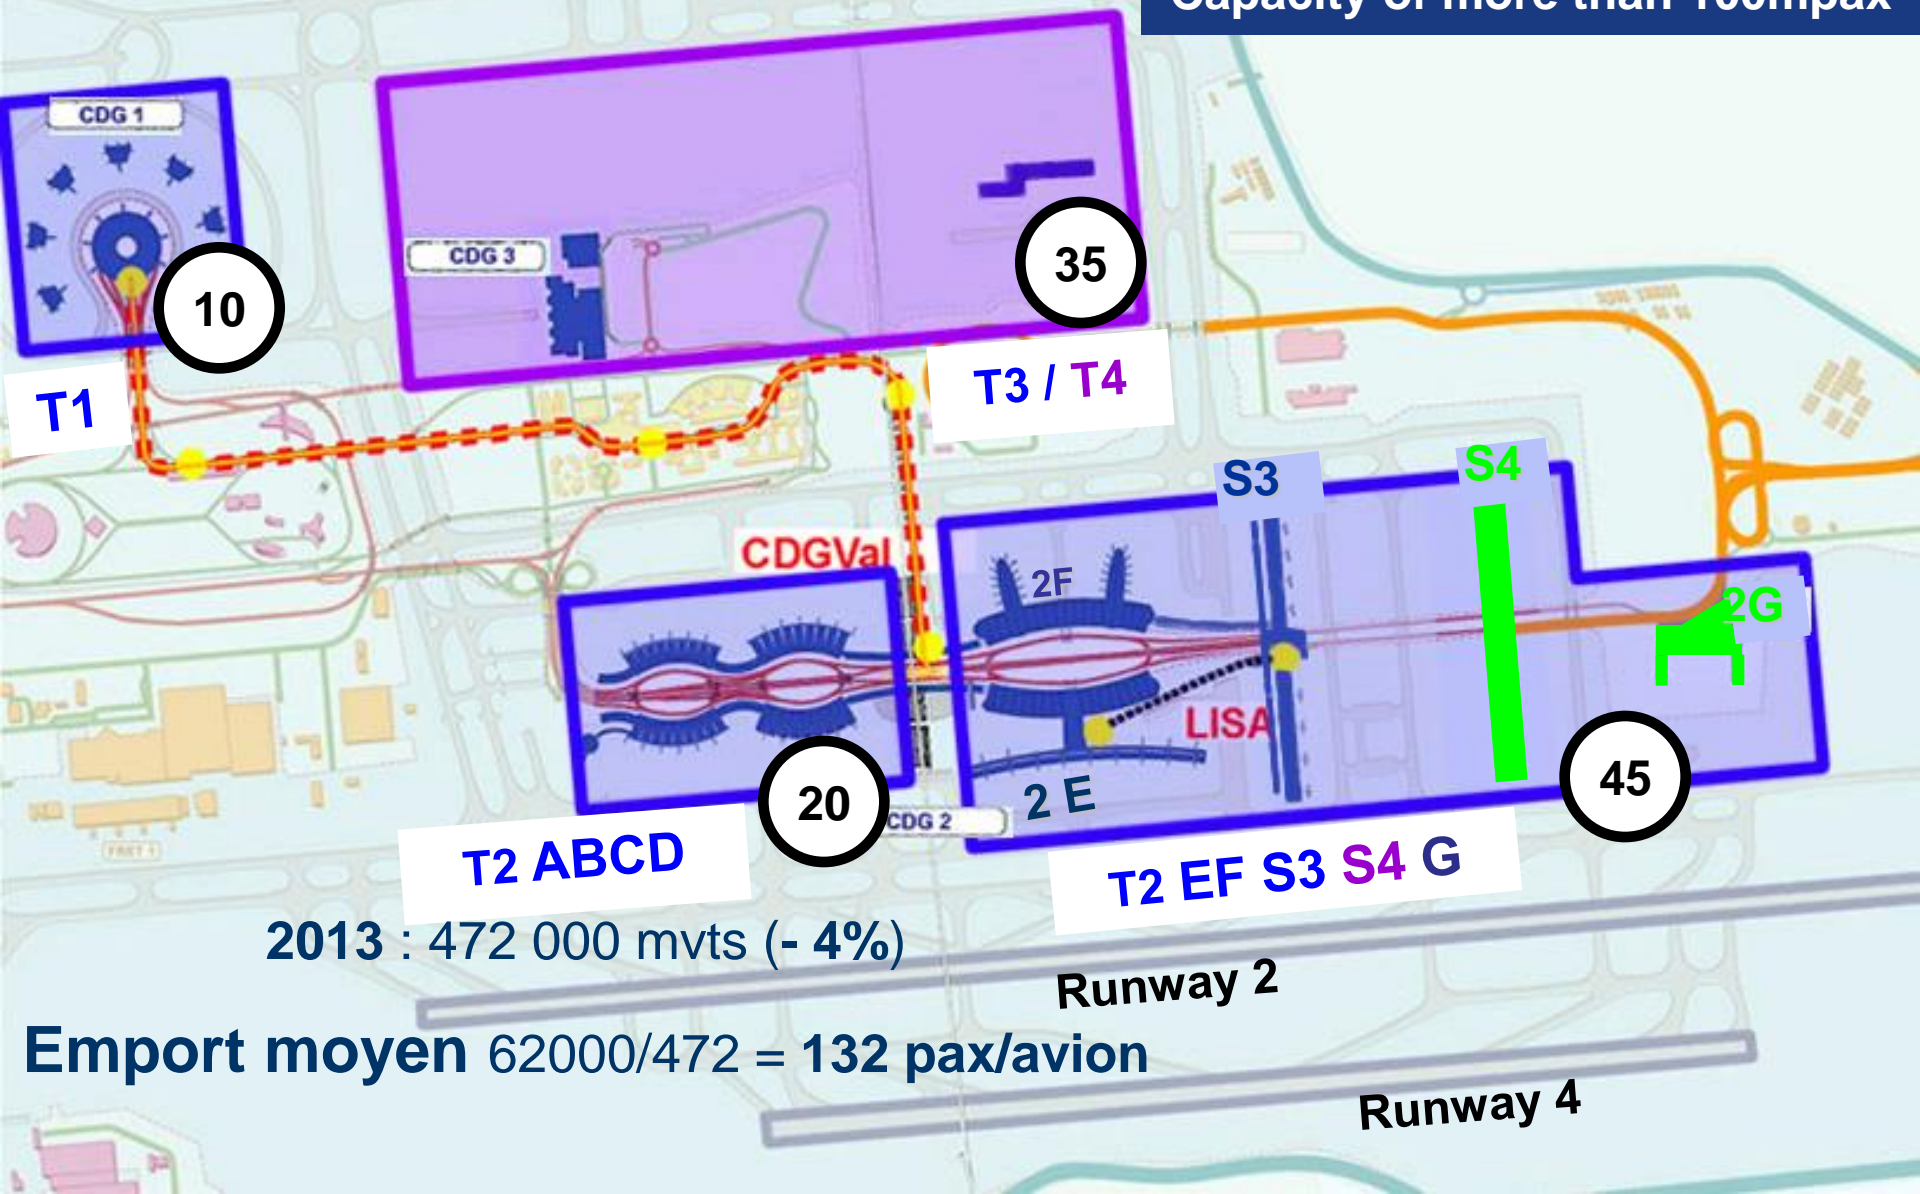 Capacity of more than 100mpax
CDG 1
CDG 3
10
35
T1
T3 / T4
S3
S4
CDGVal
2F
2G
LISA
2 E
20
45
CDG 2
T2 ABCD
T2 EF S3 S4 G
2013 : 472 000 mvts (- 4%)
Runway 2
Emport moyen 62000/472 = 132 pax/avion
Runway 4